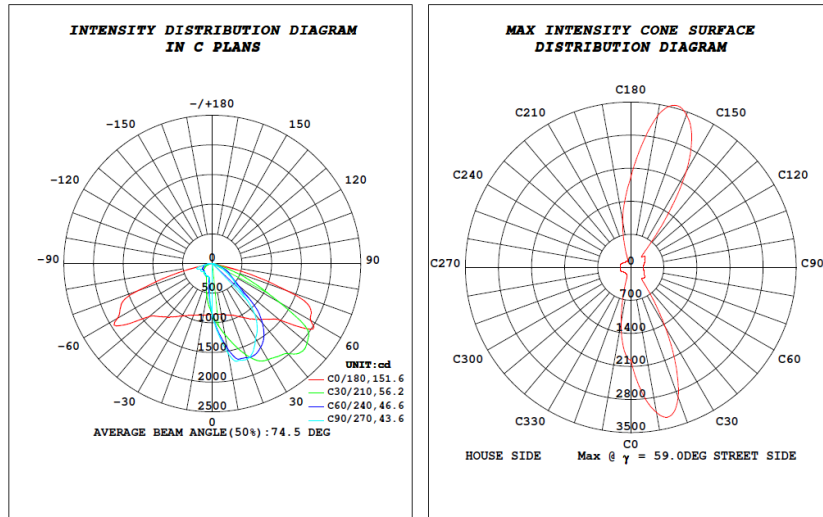 INTENSITY DISTRIBUTION DIAGRAM
IN C PLANS
-/+180
-150
150
-120
120
-90
90
-60
60
-30
30
0
0
500
1000
1500
2000
2500
UNIT:cd
C0/180,151.6
C30/210,56.2
C60/240,46.6
C90/270,43.6
AVERAGE BEAM ANGLE(50%):74.5 DEG
MAX INTENSITY CONE SURFACE
DISTRIBUTION DIAGRAM
C180
C210
C150
C240
C120
C270
C90
C300
C60
C330
C30
C0
0
700
1400
2100
2800
3500
HOUSE SIDE Max @ γ = 59.0DEG STREET SIDE